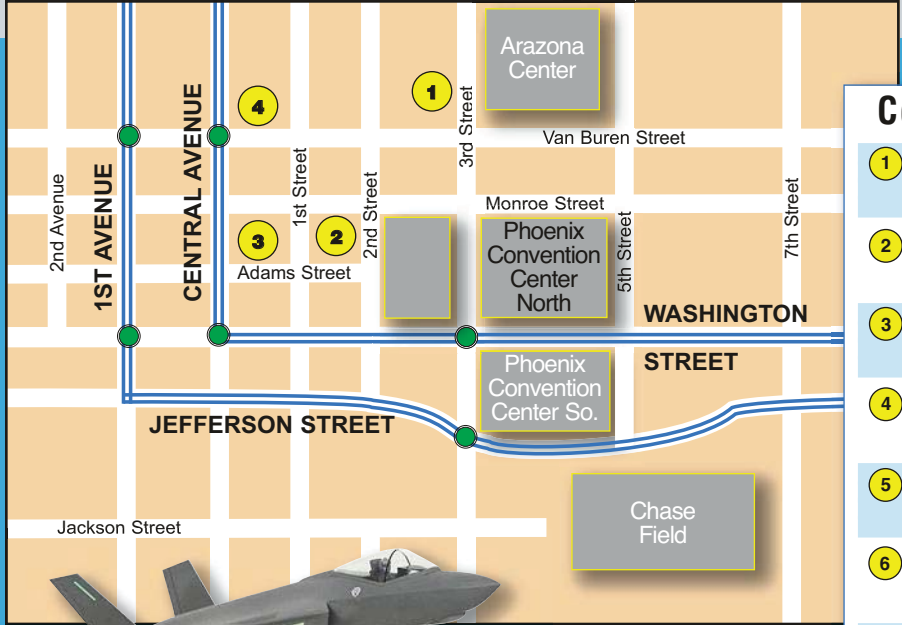 Arazona
Center
4
1
3rd Street
Van Buren Street
CENTRAL AVENUE
1ST AVENUE
2nd Avenue
1st Street
2nd Street
Monroe Street
5th Street
7th Street
3
2
Adams Street
Phoenix
Convention
Center
North
WASHINGTON
STREET
Phoenix
Convention
Center So.
JEFFERSON STREET
Chase
Field
Jackson Street
1
2
3
4
5
6